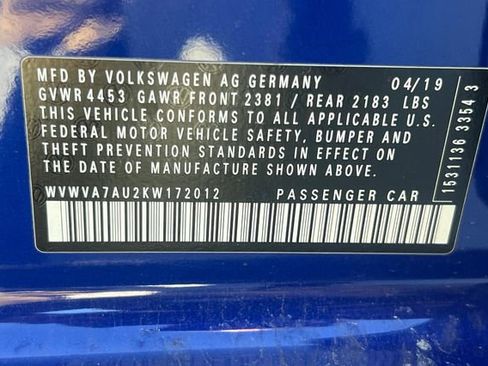 MFD BY VOLKSWAGEN AG GERMANY 04/19
GVWR 4453 GAWR FRONT 2381 / REAR 2183 LBS
THIS VEHICLE CONFORMS TO ALL APPLICABLE U.S.
FEDERAL MOTOR VEHICLE SAFETY, BUMPER AND
THEFT PREVENTION STANDARDS IN EFFECT ON THE
DATE OF MANUFACTURE SHOWN ABOVE.
WVWVA7AU2KW172012 PASSENGER CAR
1531136 3364 3